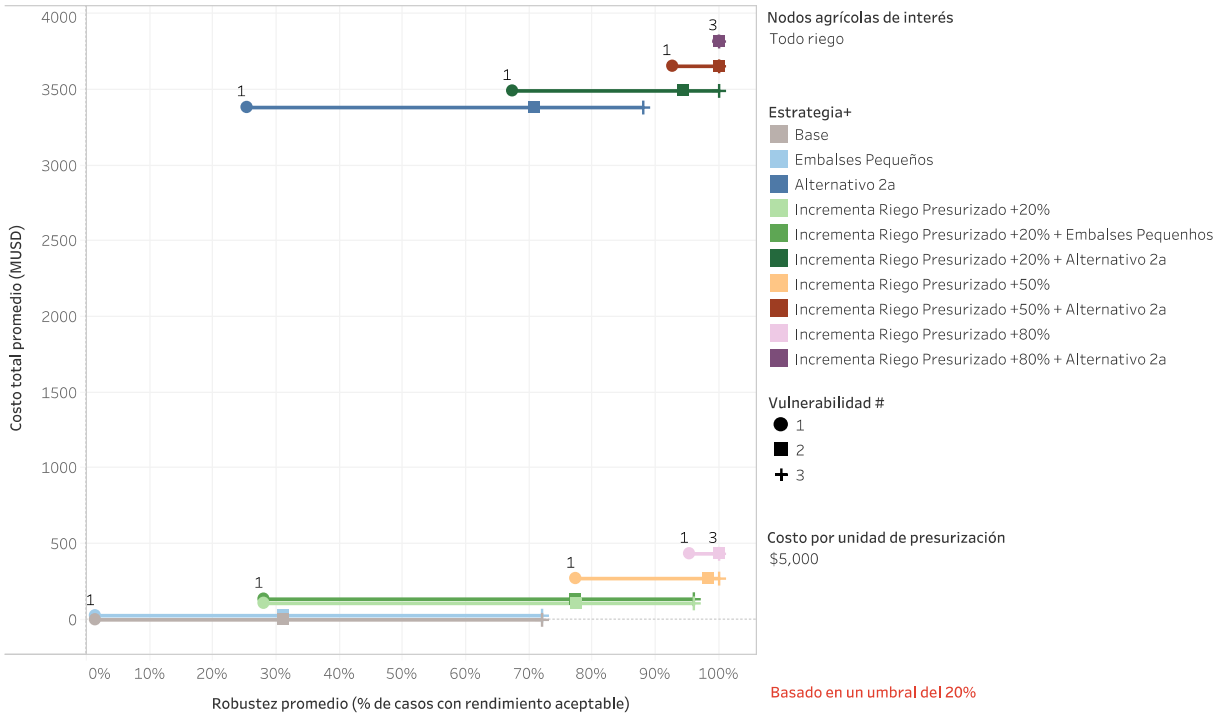 4000
3500
3000
2500
2000
1500
1000
500
0
Costo total promedio (MUSD)
1
1
1
3
1
1
1
1
3
0% 10% 20% 30% 40% 50% 60% 70% 80% 90% 100%
Robustez promedio (% de casos con rendimiento aceptable)
Nodos agrícolas de interés
Todo riego
Estrategia+
Base
Embalses Pequeños
Alternativo 2a
Incrementa Riego Presurizado +20%
Incrementa Riego Presurizado +20% + Embalses Pequenhos
Incrementa Riego Presurizado +20% + Alternativo 2a
Incrementa Riego Presurizado +50%
Incrementa Riego Presurizado +50% + Alternativo 2a
Incrementa Riego Presurizado +80%
Incrementa Riego Presurizado +80% + Alternativo 2a
Vulnerabilidad #
1
2
3
Costo por unidad de presurización
$5,000
Basado en un umbral del 20%